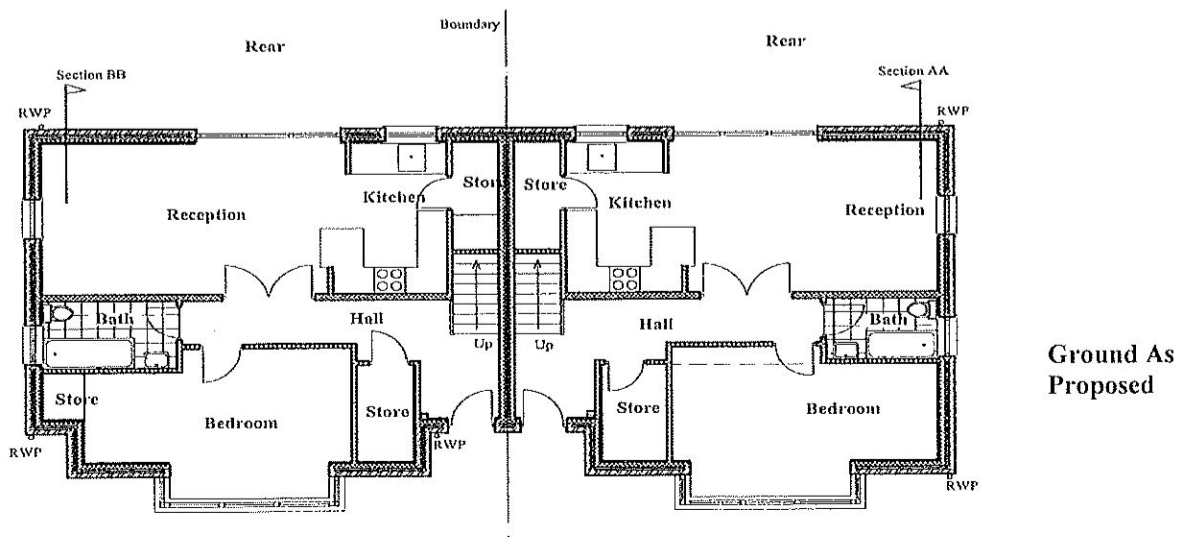 Boundary
Rear
Rear
Section BB
Section AA
RWP
RWP
Store
Store
Kitchen
Kitchen
Reception
Reception
Bath
Hall
Hall
Bath
Up
Up
Ground As
Proposed
Store
Store
Store
Bedroom
Bedroom
RWP
RWP
RWP